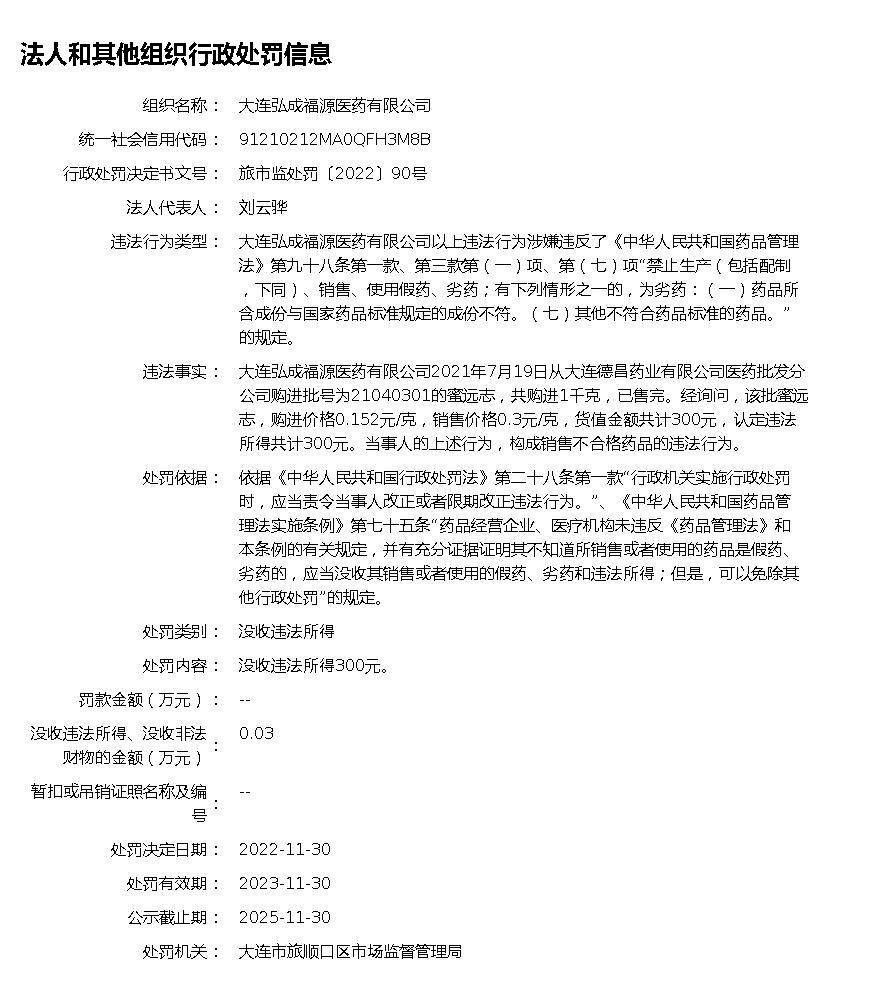 法人和其他组织行政处罚信息
组织名称： 大连弘成福源医药有限公司
统一社会信用代码： 91210212MA0QFH3M8B
行政处罚决定书文号： 旅市监处罚〔2022〕90号
法人代表人： 刘云骅
违法行为类型： 大连弘成福源医药有限公司以上违法行为涉嫌违反了《中华人民共和国药品管理
法》第九十八条第一款、第三款第（一）项、第（七）项“禁止生产（包括配制
，下同）、销售、使用假药、劣药；有下列情形之一的，为劣药：（一）药品所
含成份与国家药品标准规定的成份不符。（七）其他不符合药品标准的药品。”
的规定。
违法事实： 大连弘成福源医药有限公司2021年7月19日从大连德昌药业有限公司医药批发分
公司购进批号为21040301的蜜远志，共购进1千克，已售完。经询问，该批蜜远
志，购进价格0.152元/克，销售价格0.3元/克，货值金额共计300元，认定违法
所得共计300元。当事人的上述行为，构成销售不合格药品的违法行为。
处罚依据： 依据《中华人民共和国行政处罚法》第二十八条第一款“行政机关实施行政处罚
时，应当责令当事人改正或者限期改正违法行为。”、《中华人民共和国药品管
理法实施条例》第七十五条“药品经营企业、医疗机构未违反《药品管理法》和
本条例的有关规定，并有充分证据证明其不知道所销售或者使用的药品是假药、
劣药的，应当没收其销售或者使用的假药、劣药和违法所得；但是，可以免除其
他行政处罚”的规定。
处罚类别： 没收违法所得
处罚内容： 没收违法所得300元。
罚款金额（万元）： --
没收违法所得、没收非法
财物的金额（万元）： 0.03
暂扣或吊销证照名称及编
号： --
处罚决定日期： 2022-11-30
处罚有效期： 2023-11-30
公示截止期： 2025-11-30
处罚机关： 大连市旅顺口区市场监督管理局